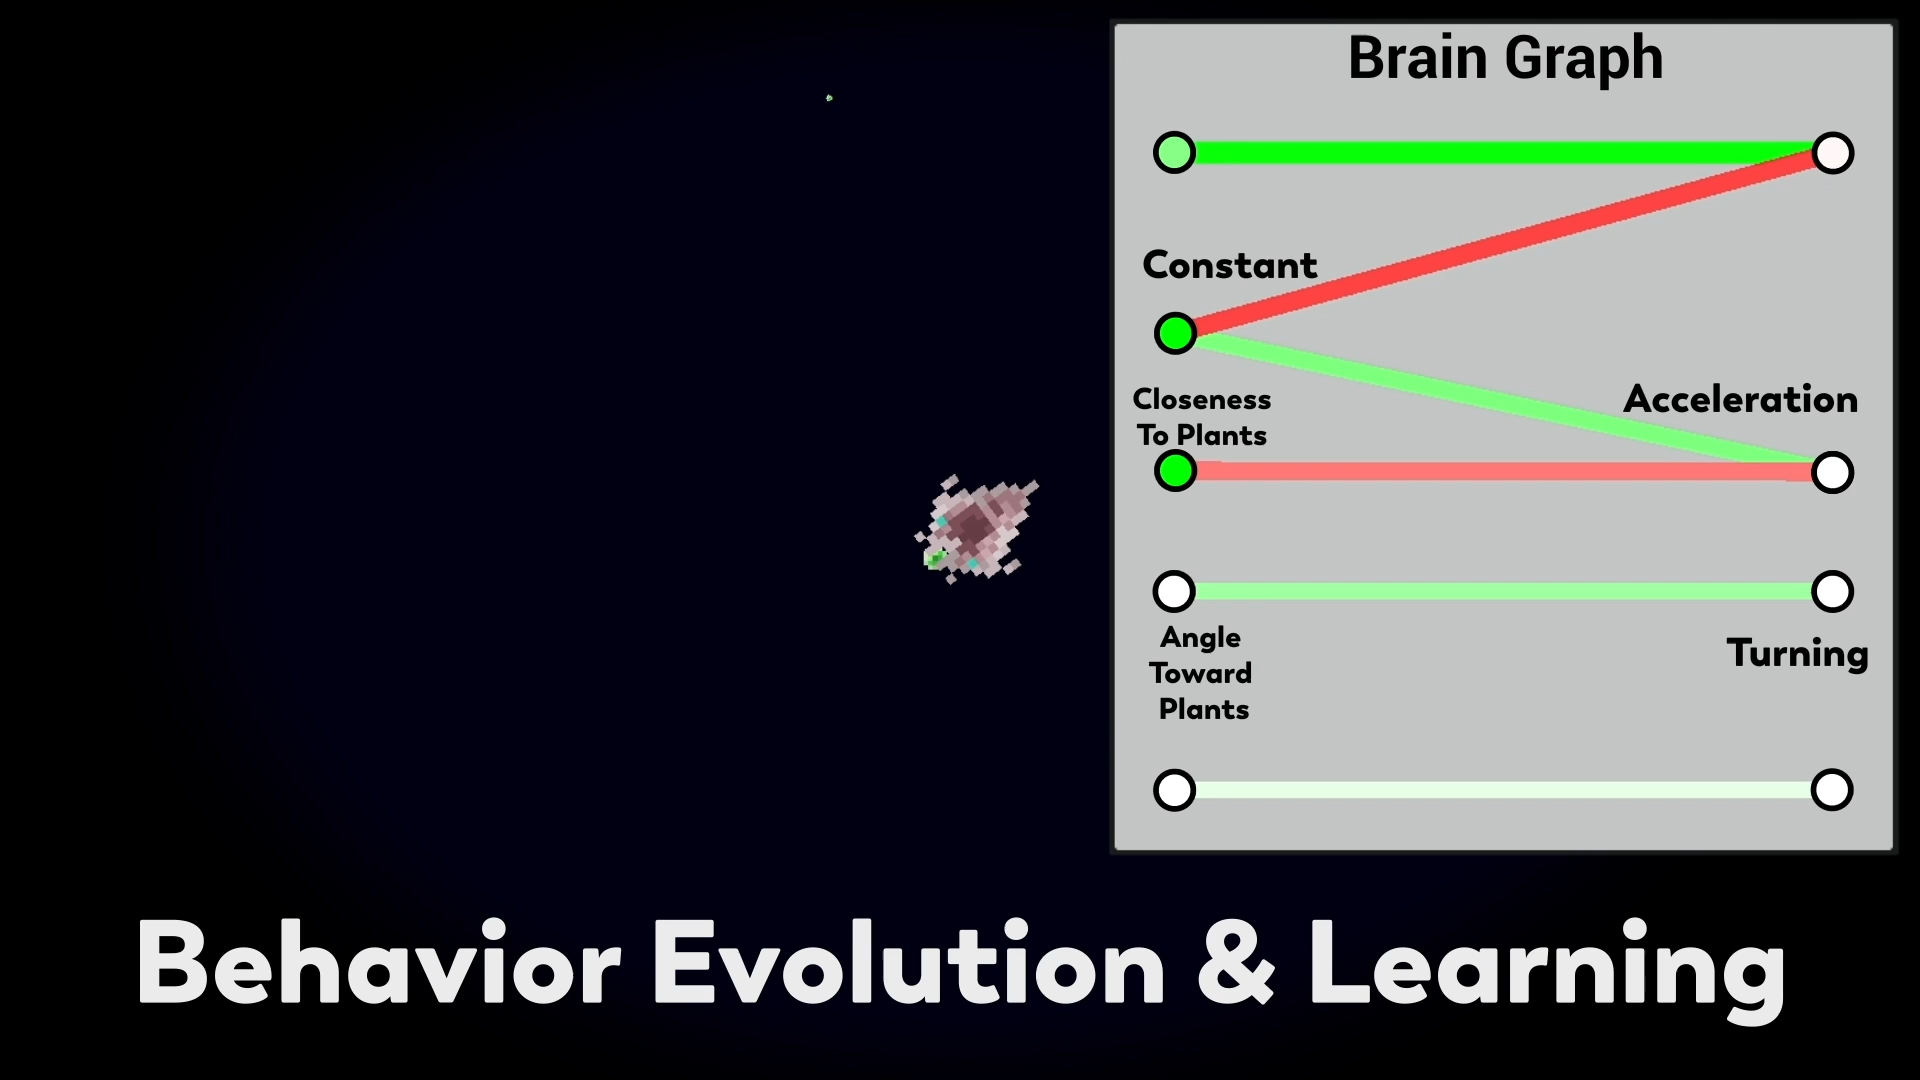 Brain Graph
Constant
Closeness
To Plants
Acceleration
Angle
Toward
Plants
Turning
Behavior Evolution & Learning